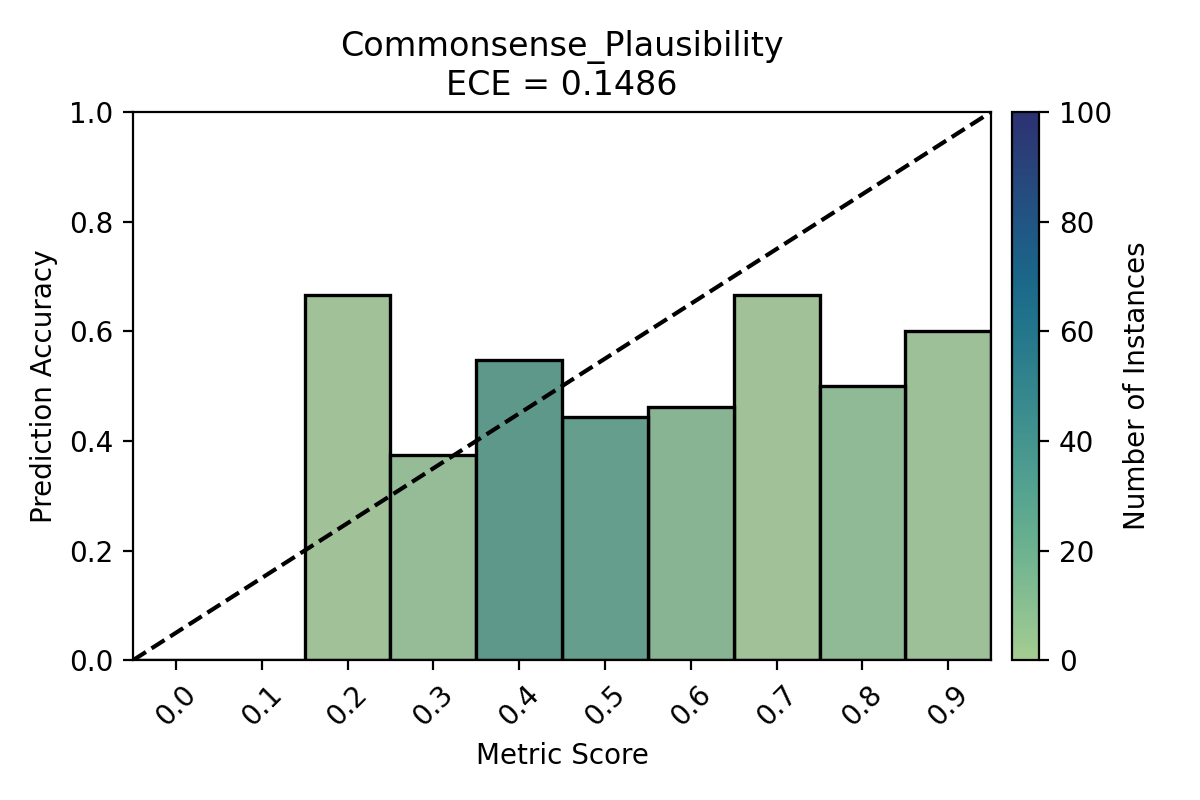 Commonsense_Plausibility
ECE = 0.1486
1.0
0.8
0.6
0.4
0.2
0.0
Prediction Accuracy
0.0 0.1 0.2 0.3 0.4 0.5 0.6 0.7 0.8 0.9
Metric Score
100
80
60
40
20
0
Number of Instances